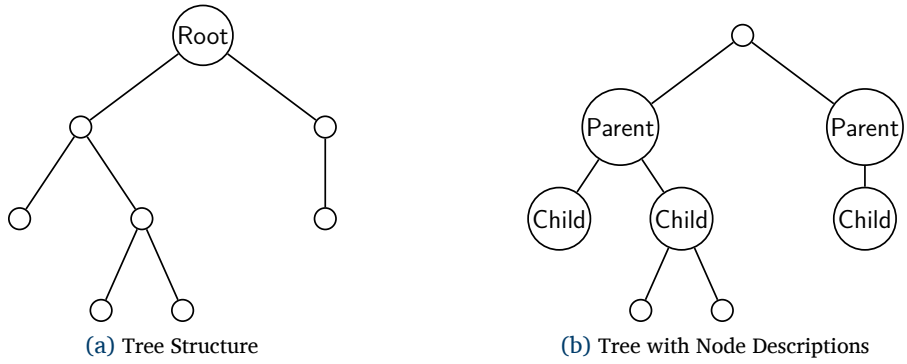 Root
Parent Parent
Child Child Child
(a) Tree Structure
(b) Tree with Node Descriptions